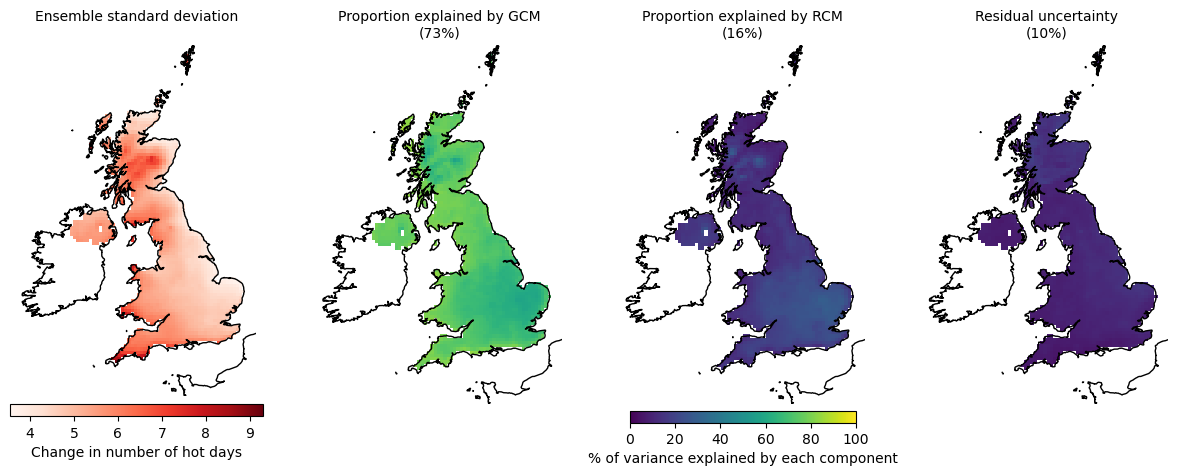 Ensemble standard deviation
Proportion explained by GCM
(73%)
Proportion explained by RCM
(16%)
Residual uncertainty
(10%)
4 5 6 7 8 9
Change in number of hot days
0 20 40 60 80 100
% of variance explained by each component